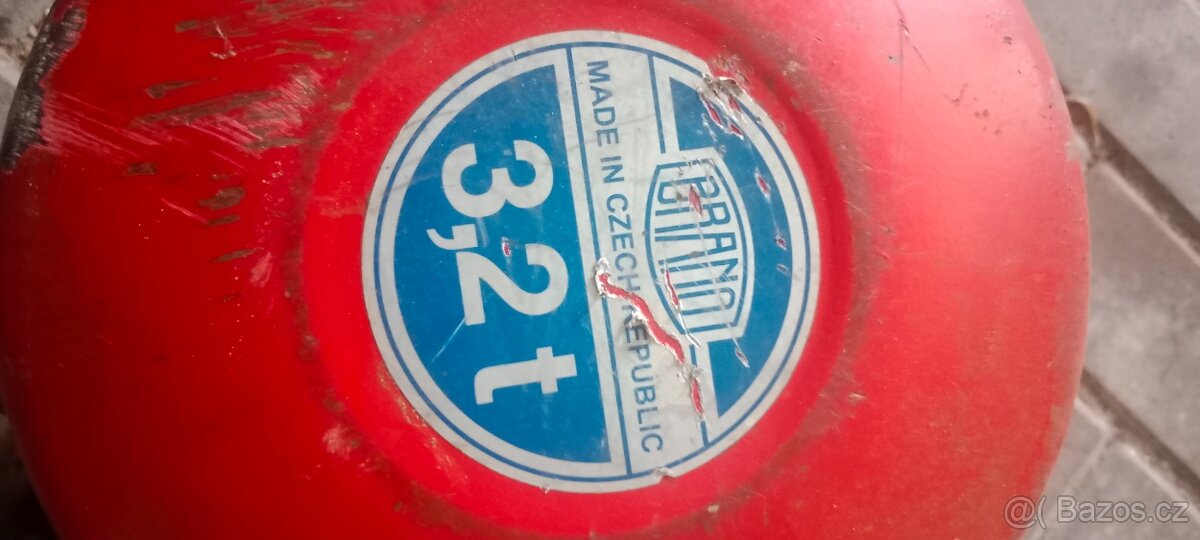 BRANO
MADE IN CZECH REPUBLIC
3,2 t
@( Bazos.cz